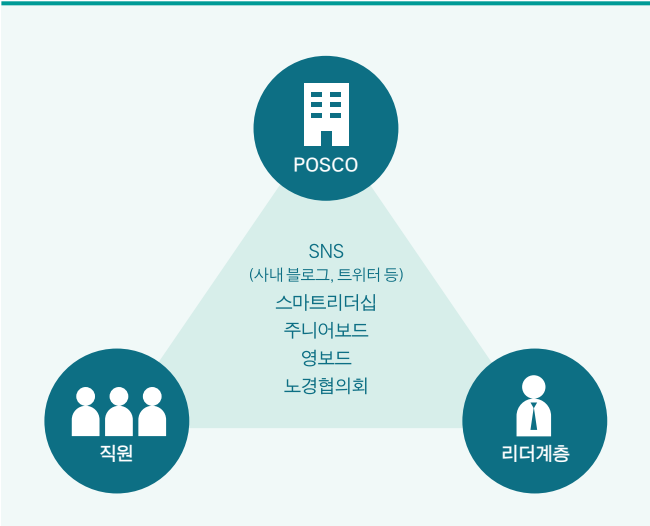 POSCO
SNS
(사내 블로그, 트위터 등)
스마트리더십
주니어보드
영보드
노경협의회
직원
리더계층